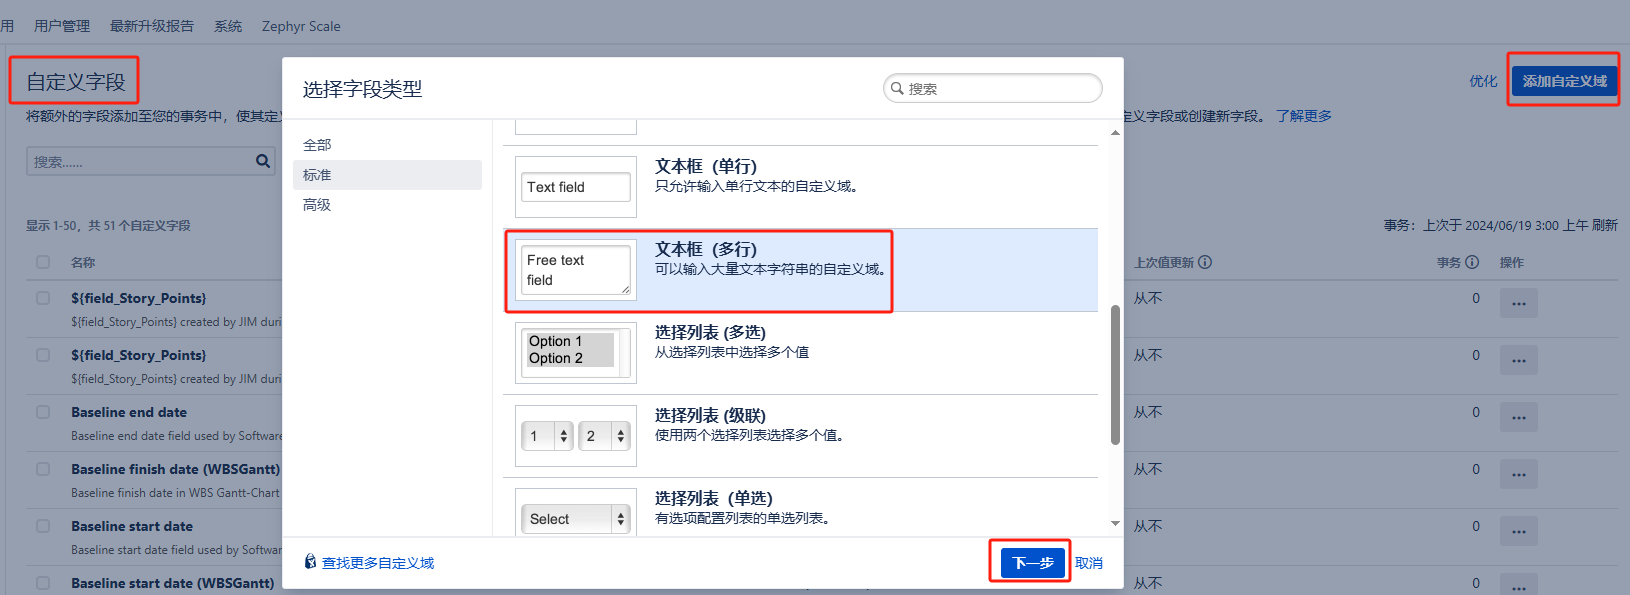 用 用户管理 最新升级报告 系统 Zephyr Scale
自定义字段
优化 添加自定义域
将额外的字段添加至您的事务中，使其定
定义字段或创建新字段。 了解更多
搜索......
显示 1-50，共 51 个自定义字段
事务：上次于 2024/06/19 3:00 上午 刷新
名称
上次值更新 事务 操作
${field_Story_Points}
${field_Story_Points} created by JIM duri
从不 0 ...
${field_Story_Points}
${field_Story_Points} created by JIM duri
从不 0 ...
Baseline end date
Baseline end date field used by Software
从不 0 ...
Baseline finish date (WBSGantt)
Baseline finish date in WBS Gantt-Chart
从不 0 ...
Baseline start date
Baseline start date field used by Softwar
从不 0 ...
Baseline start date (WBSGantt)
从不 0 ...
选择字段类型
搜索
全部
标准
高级
Text field
文本框（单行）
只允许输入单行文本的自定义域。
Free text
field
文本框（多行）
可以输入大量文本字符串的自定义域。
Option 1
Option 2
选择列表 (多选)
从选择列表中选择多个值
1 2
选择列表 (级联)
使用两个选择列表选择多个值。
Select
选择列表（单选）
有选项配置列表的单选列表。
查找更多自定义域
下一步 取消